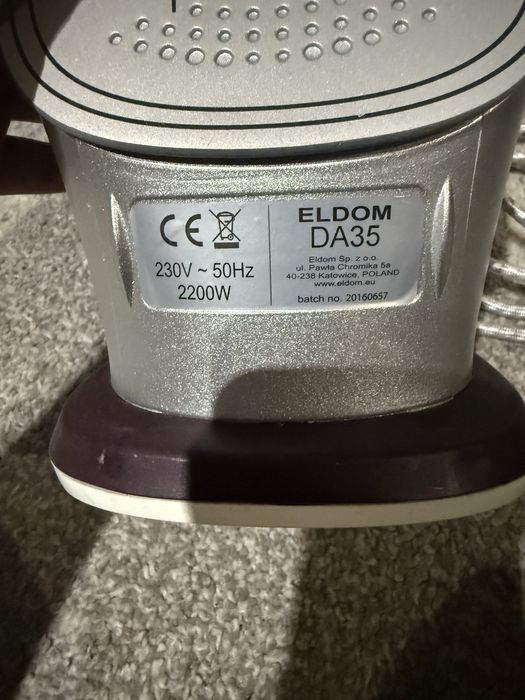 CE
230V ~ 50Hz
2200W
ELDOM
DA35
Eldom Sp. z o.o.
ul. Pawła Chromika 5a
40-238 Katowice, POLAND
www.eldom.eu
batch no. 20160657